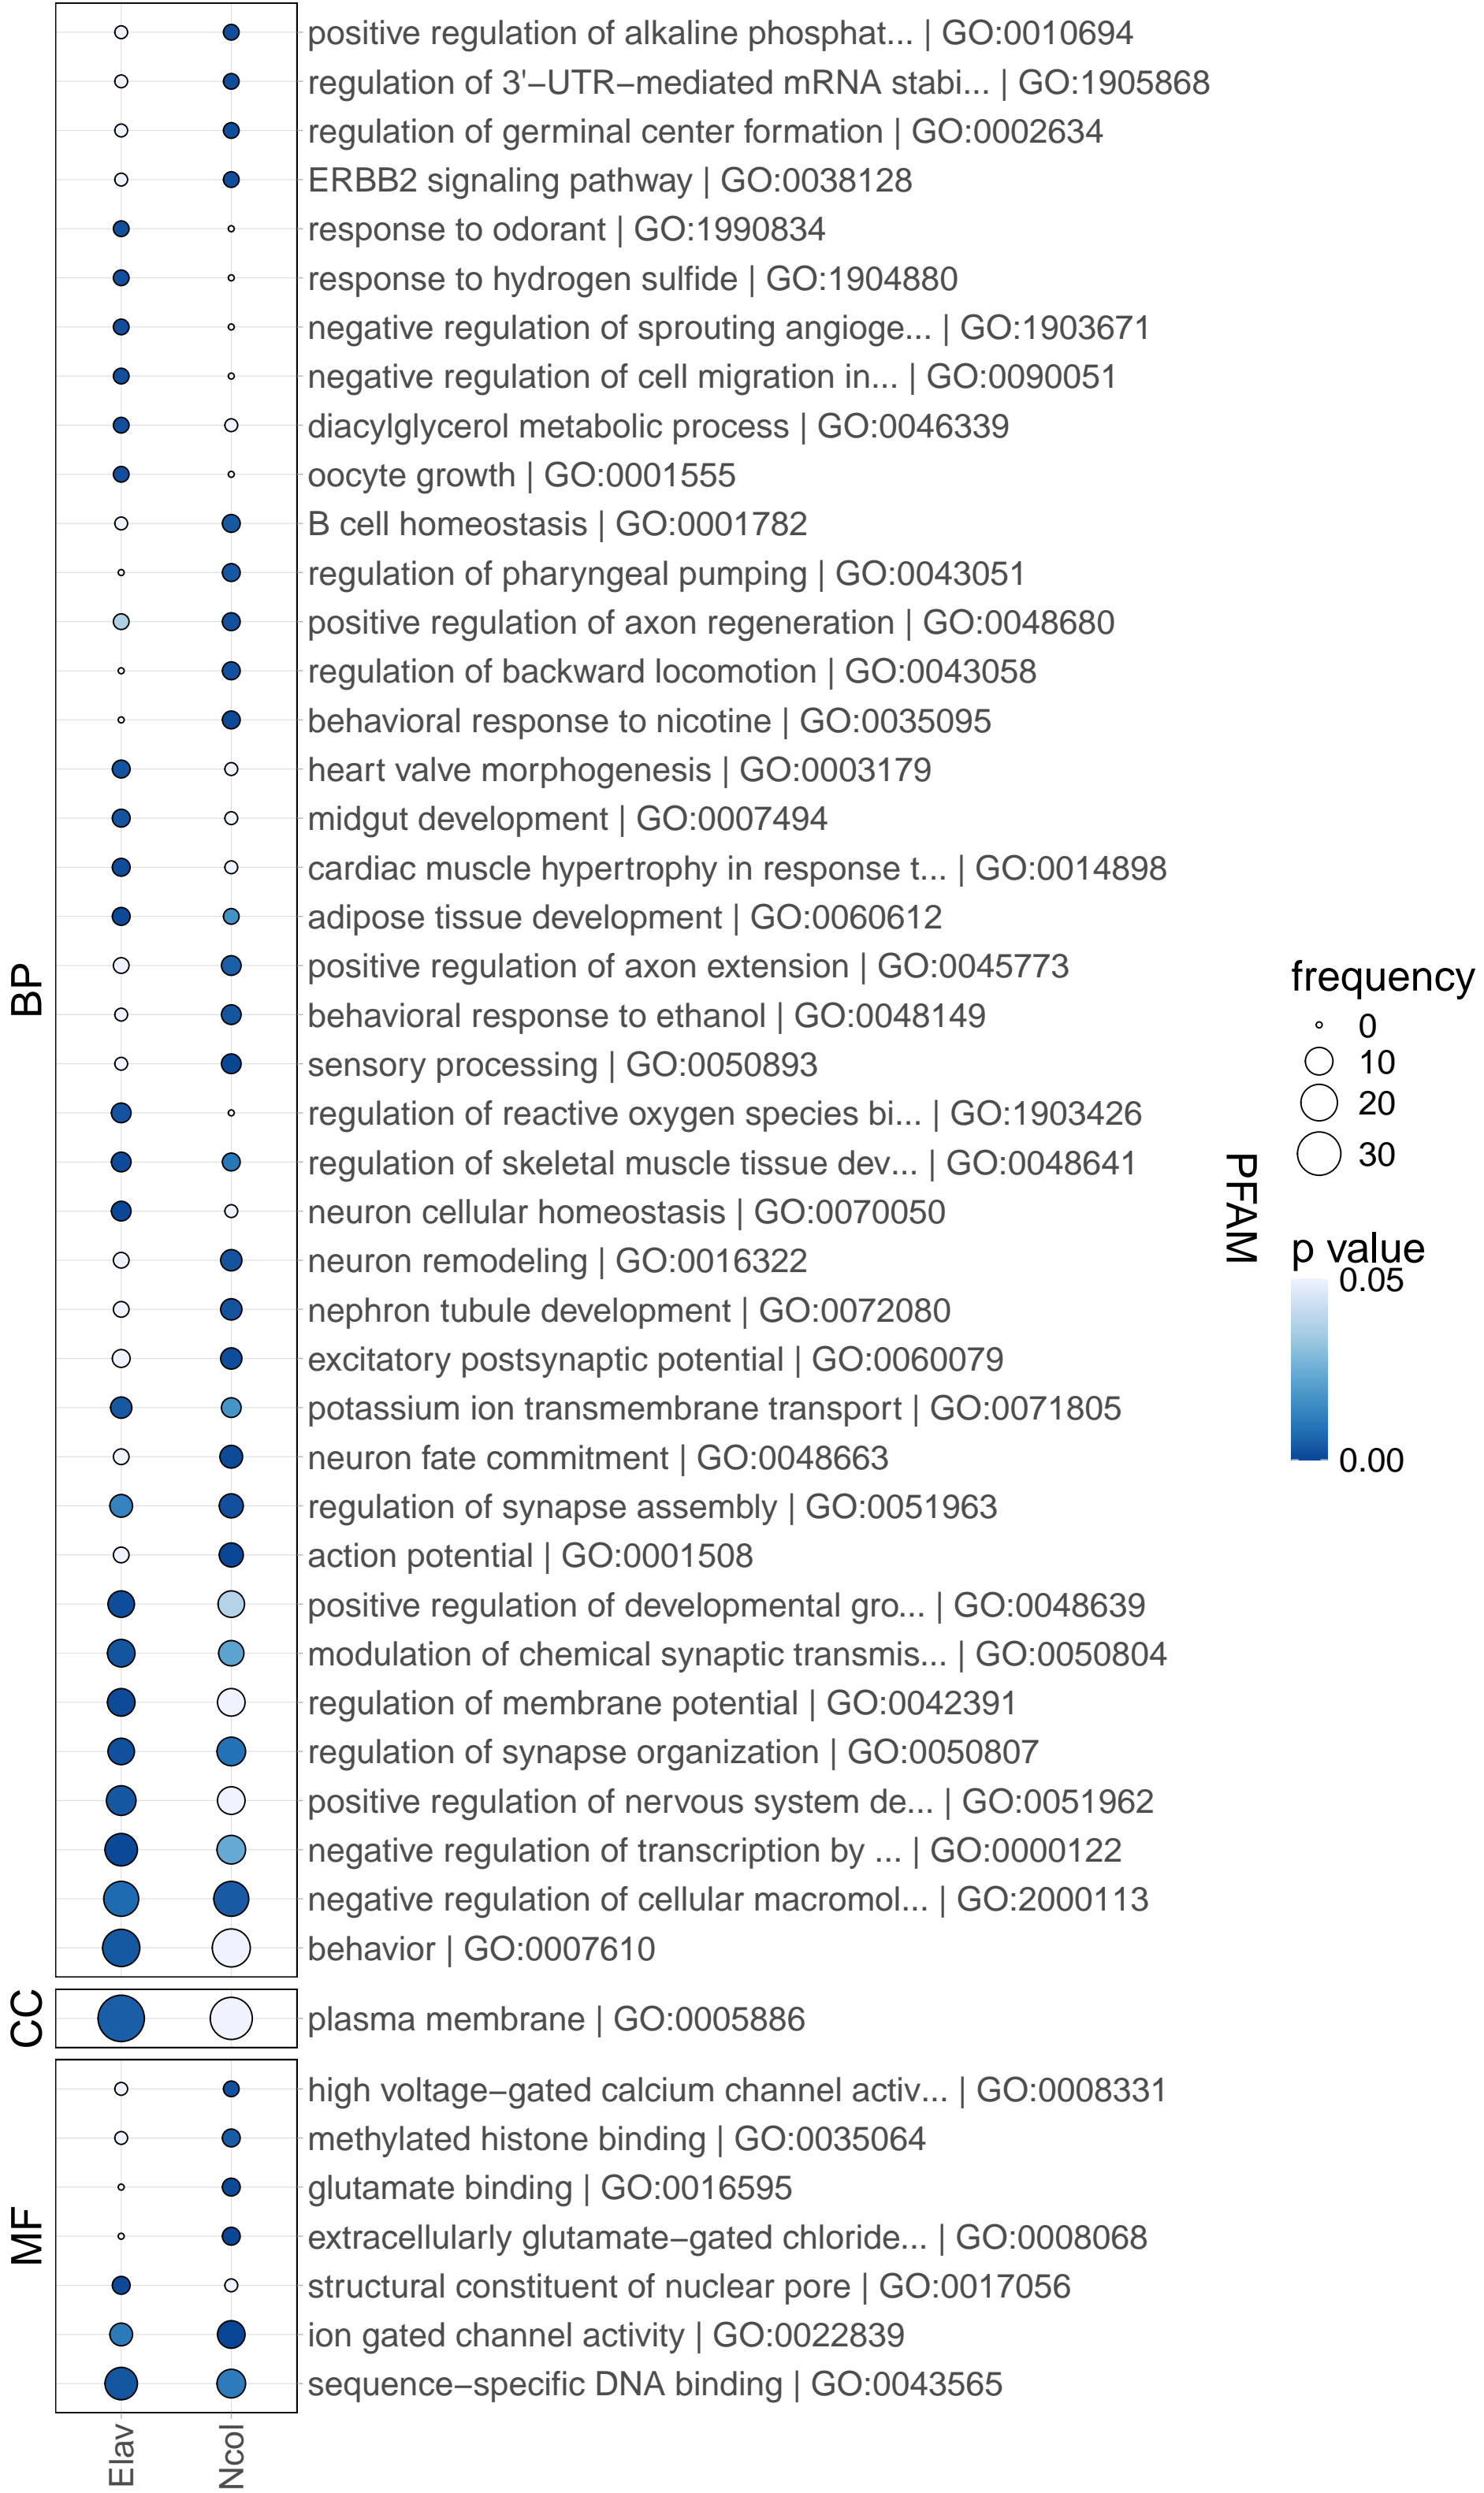 BP
positive regulation of alkaline phosphat... | GO:0010694
regulation of 3'−UTR−mediated mRNA stabi... | GO:1905868
regulation of germinal center formation | GO:0002634
ERBB2 signaling pathway | GO:0038128
response to odorant | GO:1990834
response to hydrogen sulfide | GO:1904880
negative regulation of sprouting angioge... | GO:1903671
negative regulation of cell migration in... | GO:0090051
diacylglycerol metabolic process | GO:0046339
oocyte growth | GO:0001555
B cell homeostasis | GO:0001782
regulation of pharyngeal pumping | GO:0043051
positive regulation of axon regeneration | GO:0048680
regulation of backward locomotion | GO:0043058
behavioral response to nicotine | GO:0035095
heart valve morphogenesis | GO:0003179
midgut development | GO:0007494
cardiac muscle hypertrophy in response t... | GO:0014898
adipose tissue development | GO:0060612
positive regulation of axon extension | GO:0045773
behavioral response to ethanol | GO:0048149
sensory processing | GO:0050893
regulation of reactive oxygen species bi... | GO:1903426
regulation of skeletal muscle tissue dev... | GO:0048641
neuron cellular homeostasis | GO:0070050
neuron remodeling | GO:0016322
nephron tubule development | GO:0072080
excitatory postsynaptic potential | GO:0060079
potassium ion transmembrane transport | GO:0071805
neuron fate commitment | GO:0048663
regulation of synapse assembly | GO:0051963
action potential | GO:0001508
positive regulation of developmental gro... | GO:0048639
modulation of chemical synaptic transmis... | GO:0050804
regulation of membrane potential | GO:0042391
regulation of synapse organization | GO:0050807
positive regulation of nervous system de... | GO:0051962
negative regulation of transcription by ... | GO:0000122
negative regulation of cellular macromol... | GO:2000113
behavior | GO:0007610
CC
plasma membrane | GO:0005886
MF
high voltage−gated calcium channel activ... | GO:0008331
methylated histone binding | GO:0035064
glutamate binding | GO:0016595
extracellularly glutamate−gated chloride... | GO:0008068
structural constituent of nuclear pore | GO:0017056
ion gated channel activity | GO:0022839
sequence−specific DNA binding | GO:0043565
Elav
Ncol
PFAM
frequency
0
10
20
30
p value
0.05
0.00